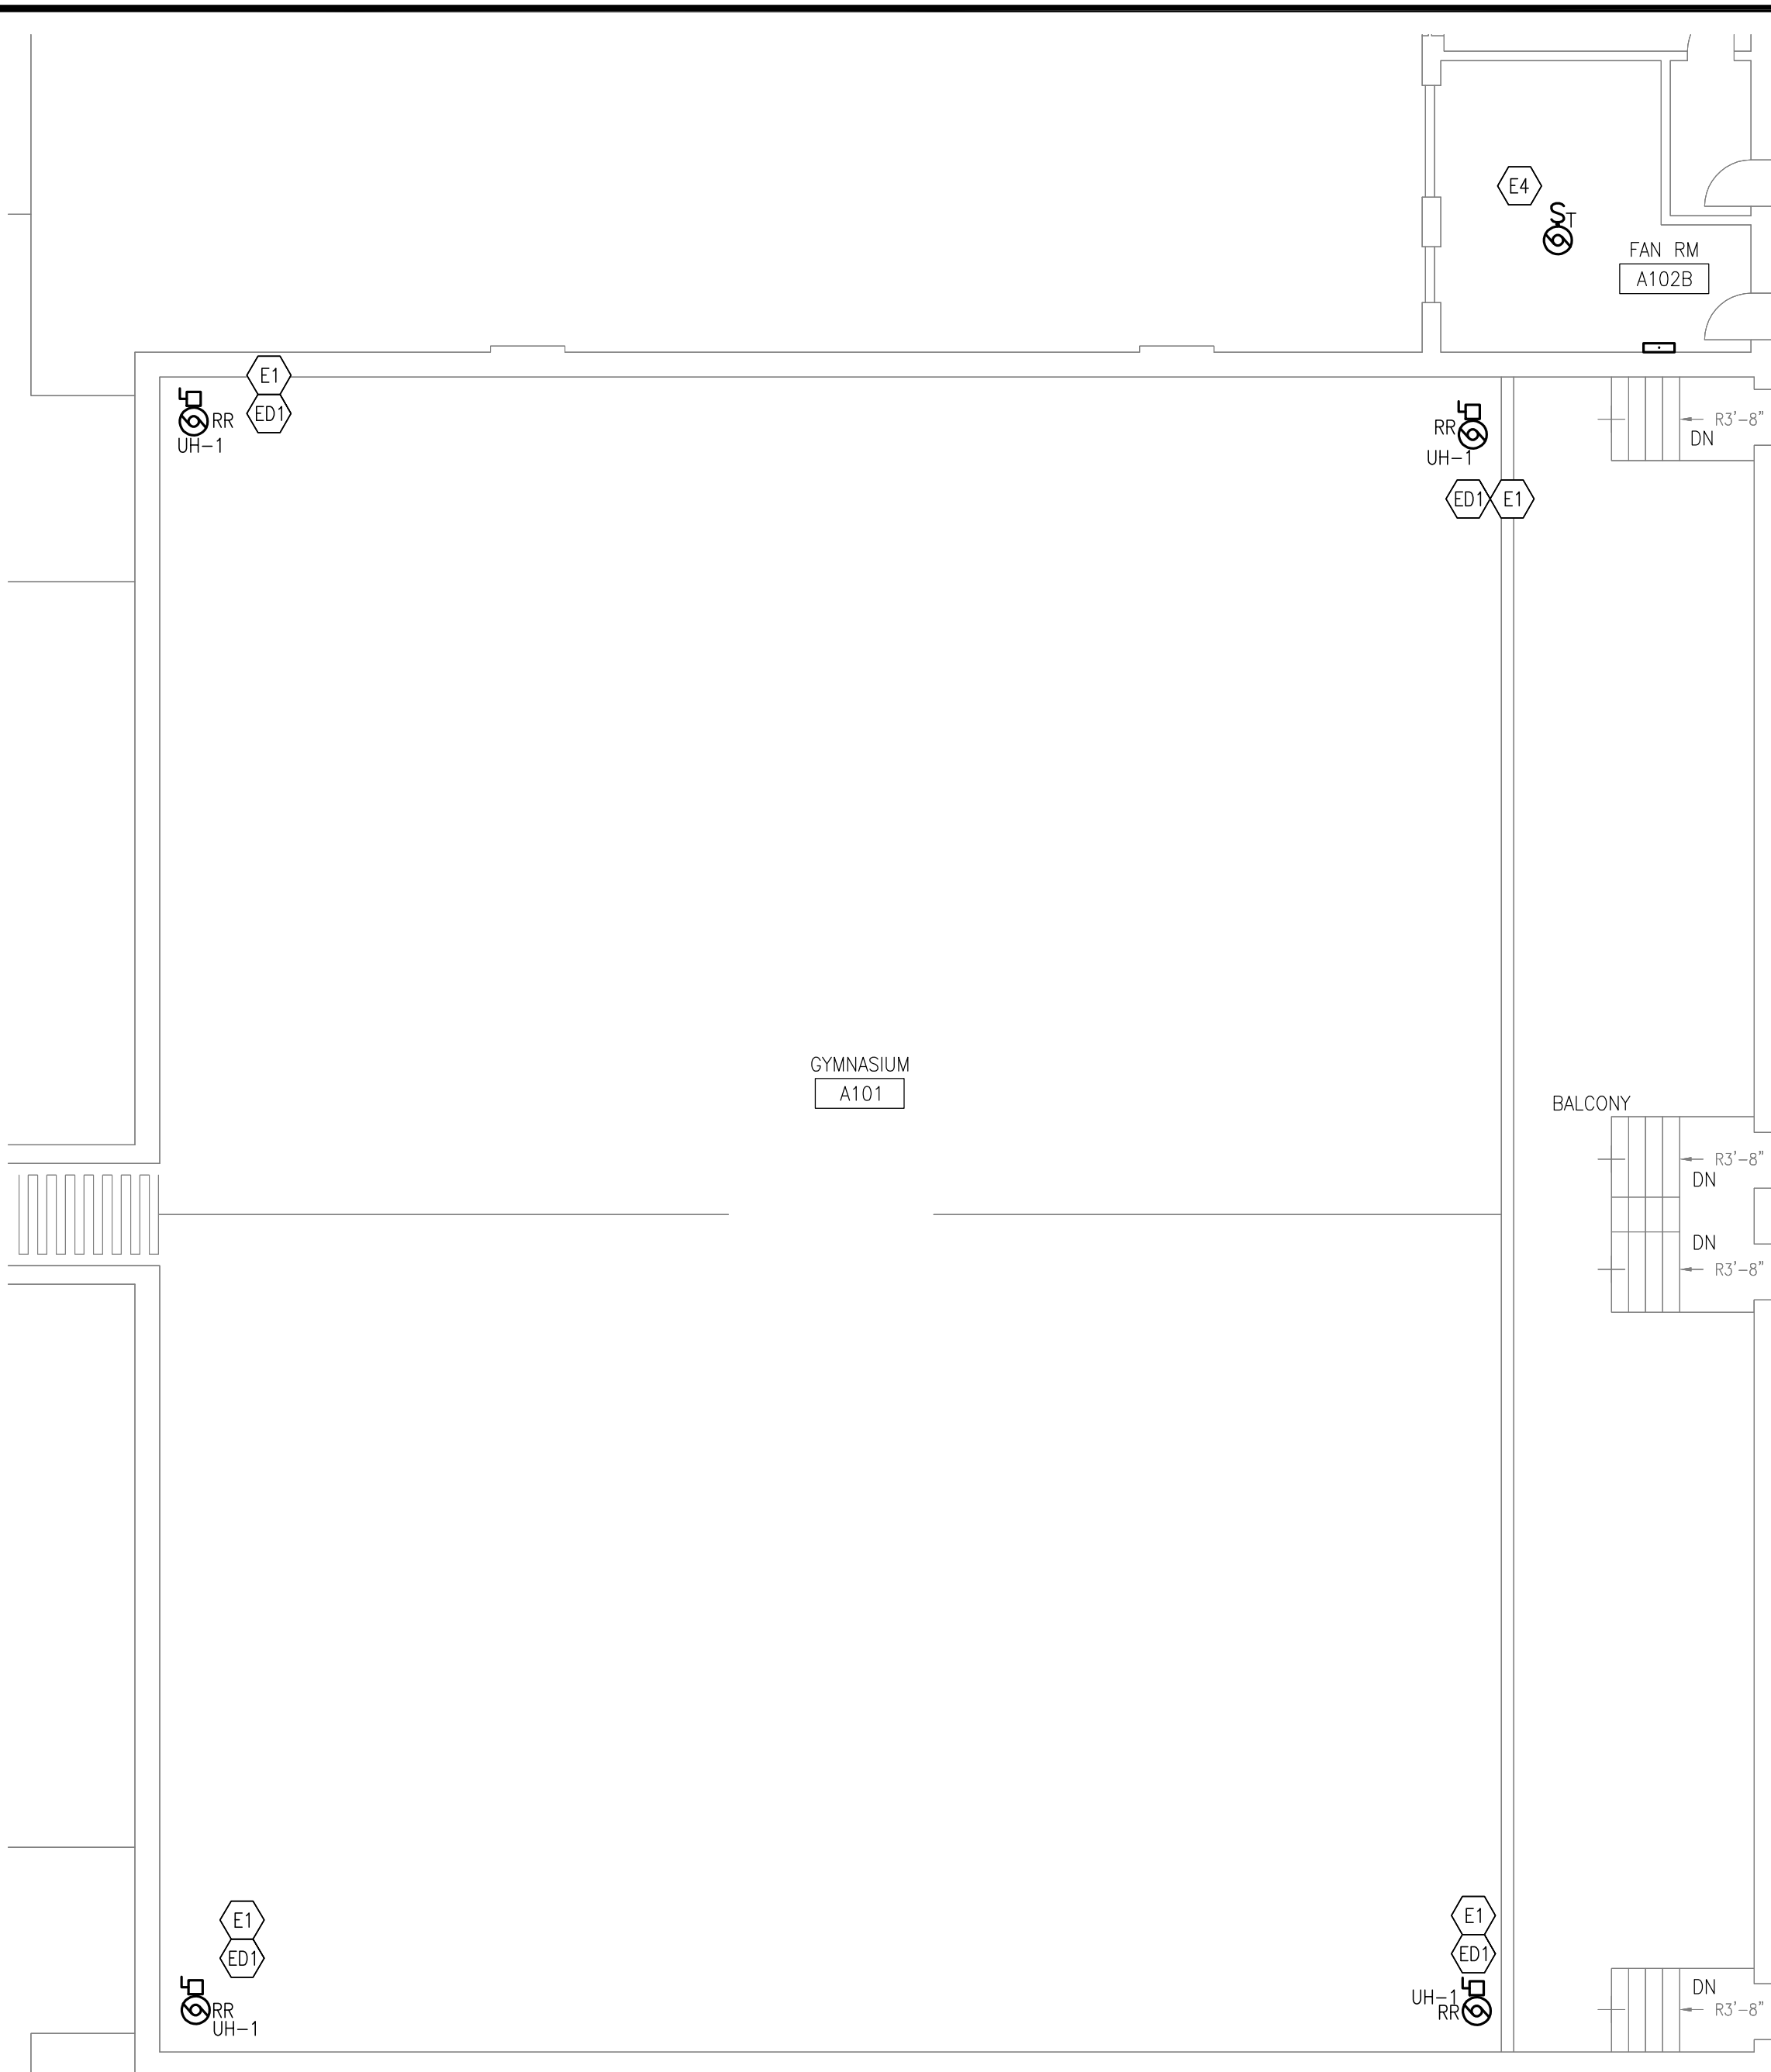 E4
S
T
FAN RM
A102B
E1
ED1
RR
UH-1
RR
UH-1
ED1
E1
R3'-8"
DN
GYMNASIUM
A101
BALCONY
R3'-8"
DN
DN
R3'-8"
E1
ED1
RR
UH-1
E1
ED1
UH-1
RR
DN
R3'-8"